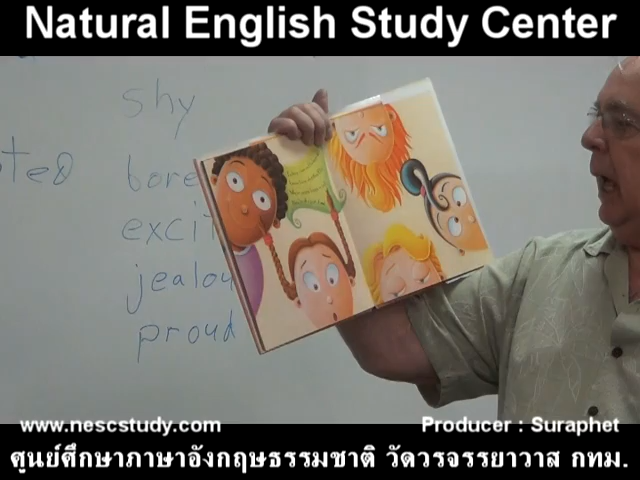 Natural English Study Center
shy
bore
excit
jealou
proud
www.nescstudy.com
Producer : Suraphet
ศูนย์ศึกษาภาษาอังกฤษธรรมชาติ วัดวรจรรยาวาส กทม.